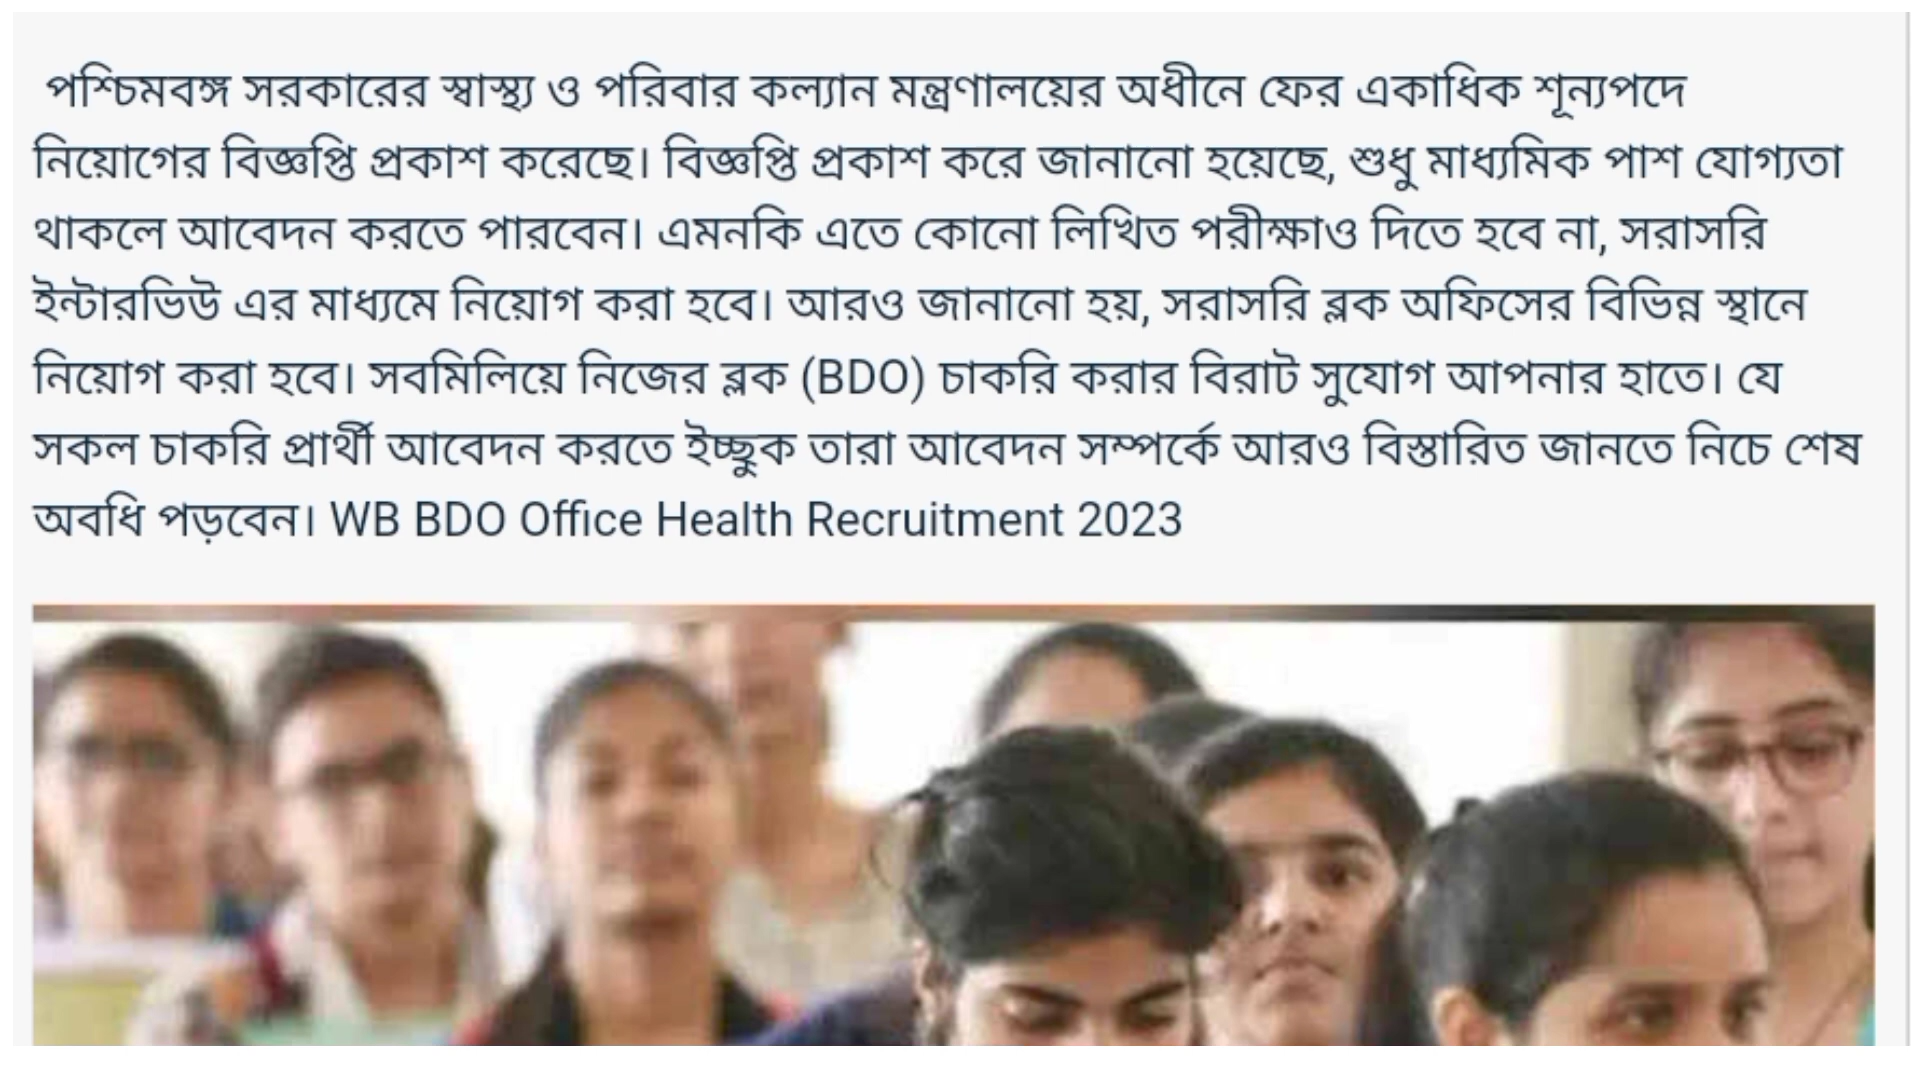 পশ্চিমবঙ্গ সরকারের স্বাস্থ্য ও পরিবার কল্যান মন্ত্রণালয়ের অধীনে ফের একাধিক শূন্যপদে
নিয়োগের বিজ্ঞপ্তি প্রকাশ করেছে। বিজ্ঞপ্তি প্রকাশ করে জানানো হয়েছে, শুধু মাধ্যমিক পাশ যোগ্যতা
থাকলে আবেদন করতে পারবেন। এমনকি এতে কোনো লিখিত পরীক্ষাও দিতে হবে না, সরাসরি
ইন্টারভিউ এর মাধ্যমে নিয়োগ করা হবে। আরও জানানো হয়, সরাসরি ব্লক অফিসের বিভিন্ন স্থানে
নিয়োগ করা হবে। সবমিলিয়ে নিজের ব্লক (BDO) চাকরি করার বিরাট সুযোগ আপনার হাতে। যে
সকল চাকরি প্রার্থী আবেদন করতে ইচ্ছুক তারা আবেদন সম্পর্কে আরও বিস্তারিত জানতে নিচে শেষ
অবধি পড়বেন। WB BDO Office Health Recruitment 2023